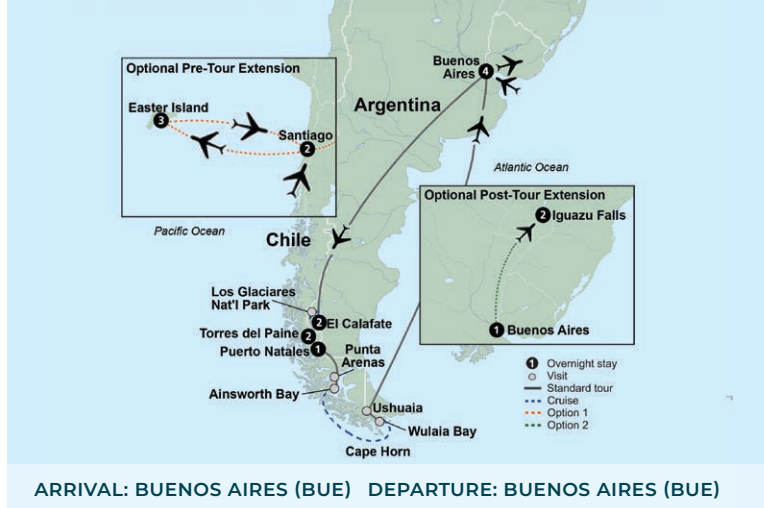 Optional Pre-Tour Extension
Easter Island
3
Santiago
2
Buenos
Aires
4
Argentina
Atlantic Ocean
Pacific Ocean
Chile
Optional Post-Tour Extension
2 Iguazu Falls
1 Buenos Aires
Los Glaciares
Nat'l Park
2 El Calafate
Torres del Paine 2
Puerto Natales 1
Punta
Arenas
Ainsworth Bay
Ushuaia
Wulaia Bay
Cape Horn
1 Overnight stay
Visit
Standard tour
Cruise
Option 1
Option 2
ARRIVAL: BUENOS AIRES (BUE) DEPARTURE: BUENOS AIRES (BUE)